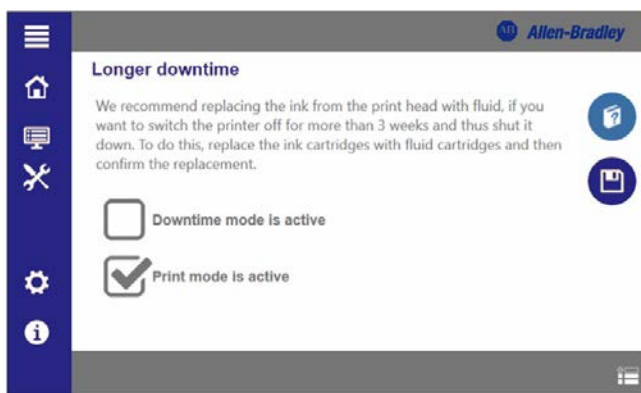 AB Allen-Bradley
Longer downtime
We recommend replacing the ink from the print head with fluid, if you
want to switch the printer off for more than 3 weeks and thus shut it
down. To do this, replace the ink cartridges with fluid cartridges and then
confirm the replacement.
Downtime mode is active
Print mode is active